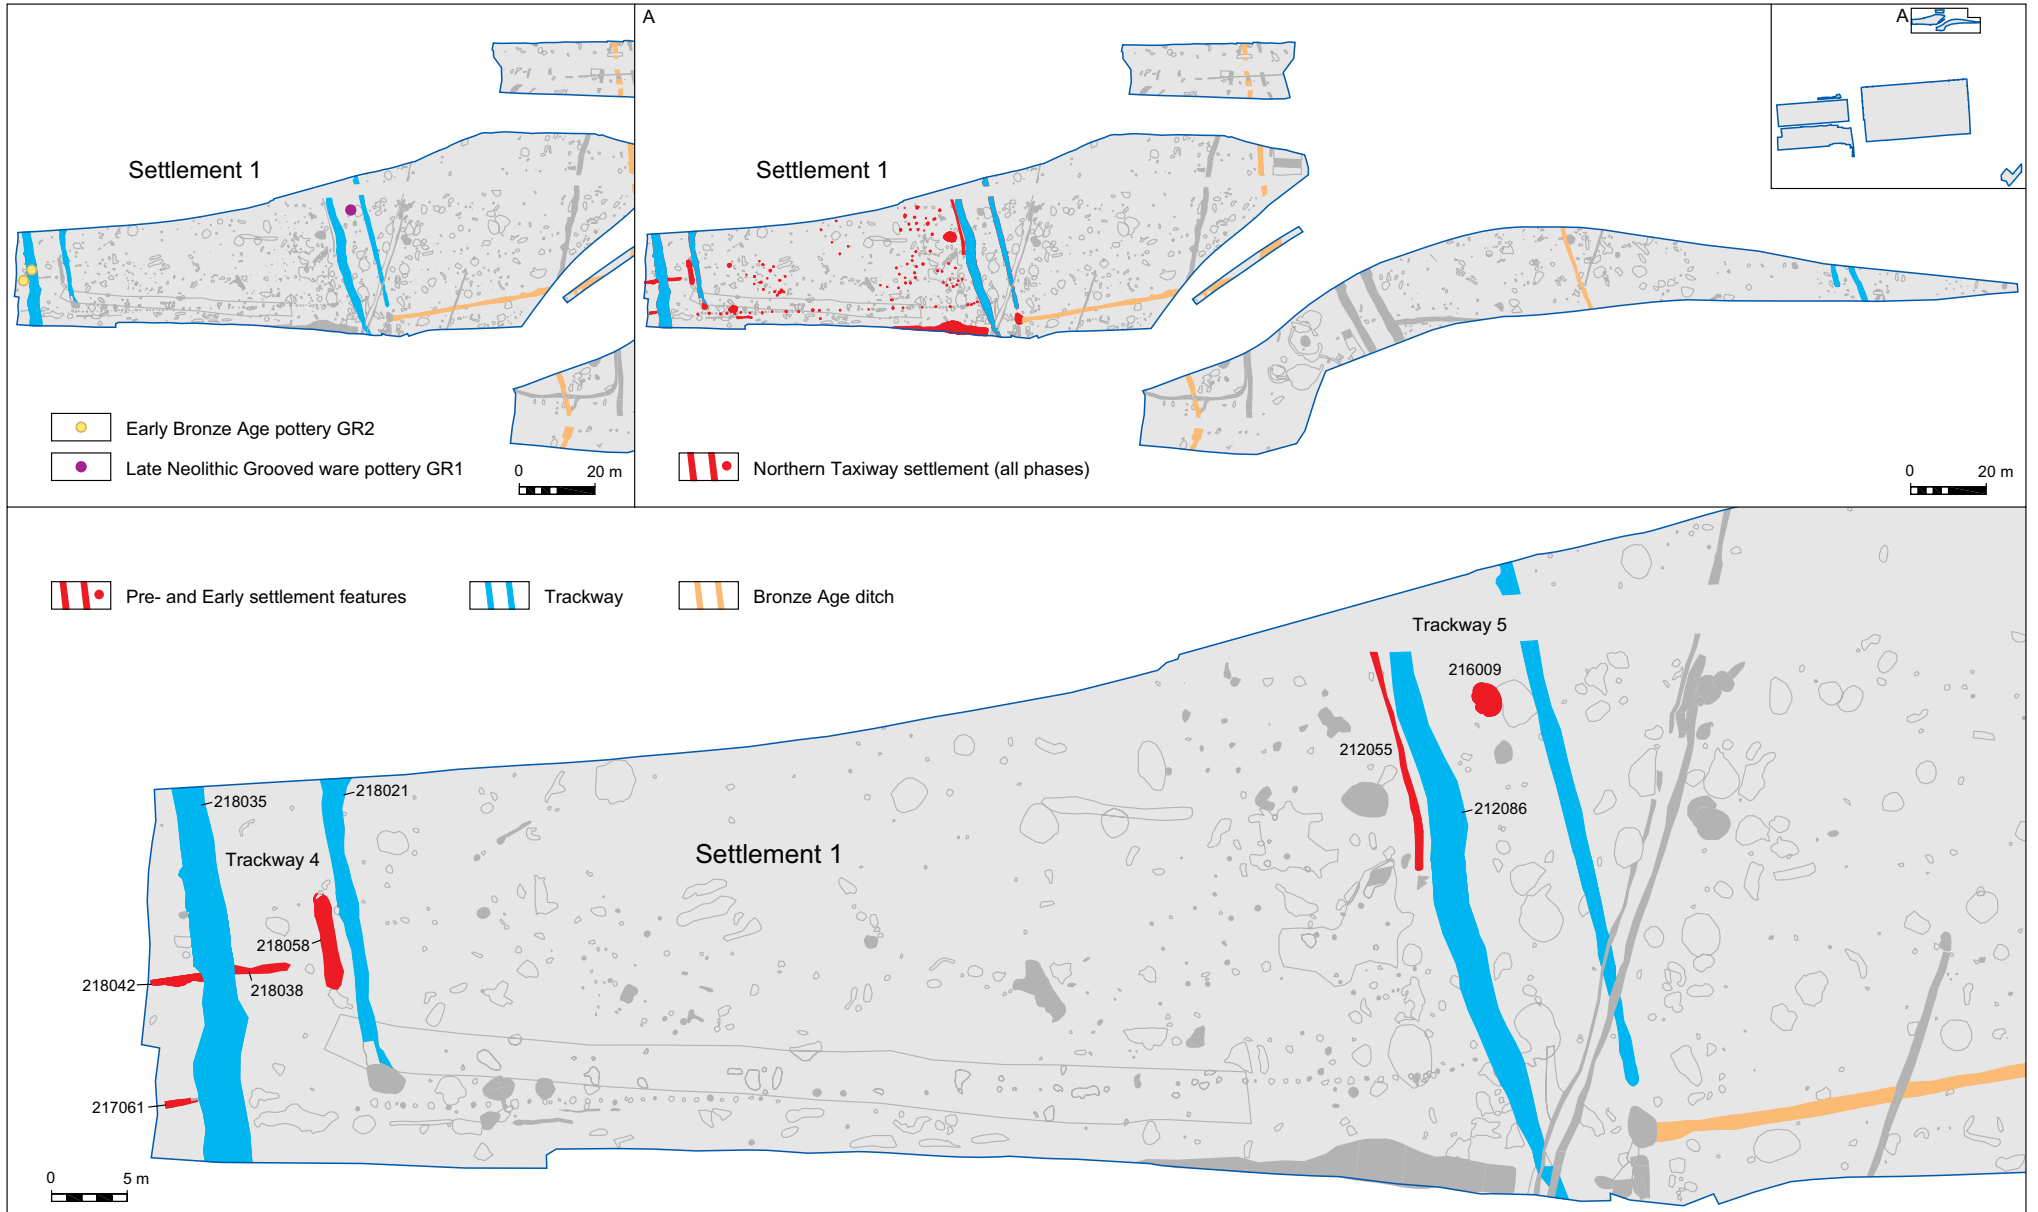 Settlement 1
Early Bronze Age pottery GR2
Late Neolithic Grooved ware pottery GR1
0 20 m
A
Settlement 1
Northern Taxiway settlement (all phases)
0 20 m
A
Pre- and Early settlement features
Trackway
Bronze Age ditch
Trackway 5
216009
212055
218035
218021
212086
Trackway 4
Settlement 1
218058
218042
218038
217061
0 5 m